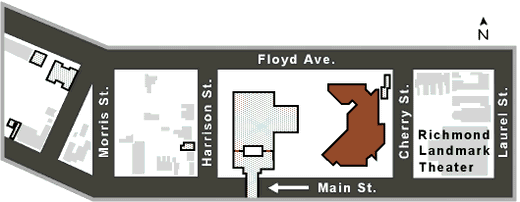 N
Floyd Ave.
Morris St.
Harrison St.
Cherry St.
Laurel St.
Richmond
Landmark
Theater
Main St.